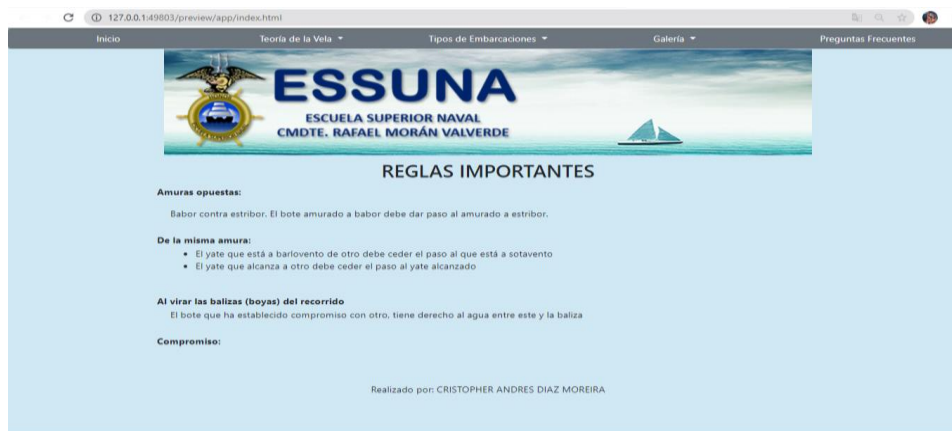 127.0.0.1:49803/preview/app/index.html
Inicio Teoría de la Vela Tipos de Embarcaciones Galería Preguntas Frecuentes
ESSUNA
ESCUELA SUPERIOR NAVAL
CMDTE. RAFAEL MORÁN VALVERDE
REGLAS IMPORTANTES
Amuras opuestas:
Babor contra estribor. El bote amurado a babor debe dar paso al amurado a estribor.
De la misma amura:
• El yate que está a barlovento de otro debe ceder el paso al que está a sotavento
• El yate que alcanza a otro debe ceder el paso al yate alcanzado
Al virar las balizas (boyas) del recorrido
El bote que ha establecido compromiso con otro, tiene derecho al agua entre este y la baliza
Compromiso:
Realizado por: CRISTOPHER ANDRES DIAZ MOREIRA